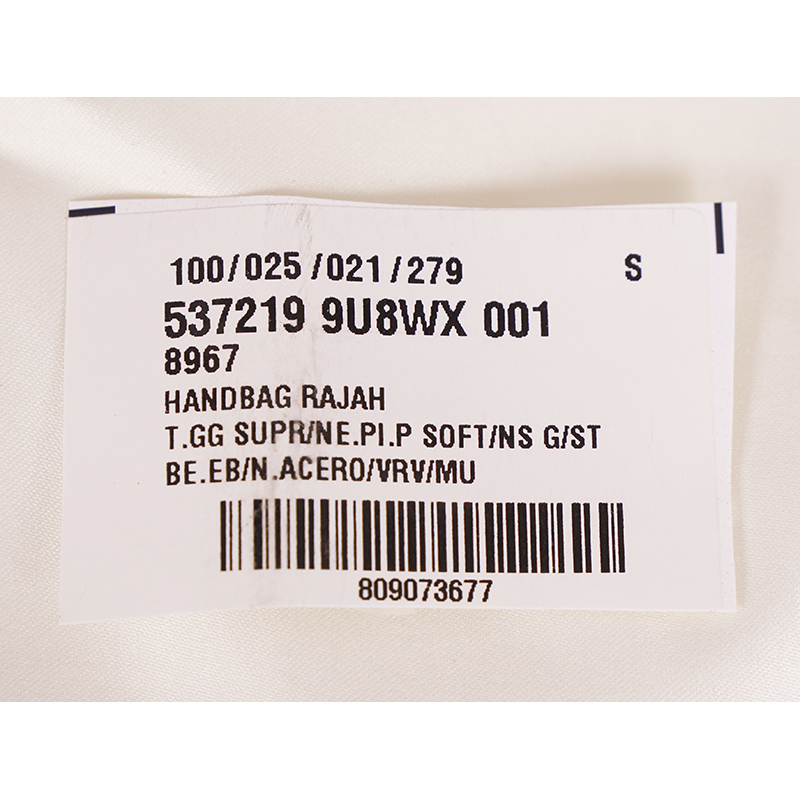 100/025/021/279 S
537219 9U8WX 001
8967
HANDBAG RAJAH
T.GG SUPR/NE.PI.P SOFT/NS G/ST
BE.EB/N.ACERO/VRV/MU
809073677